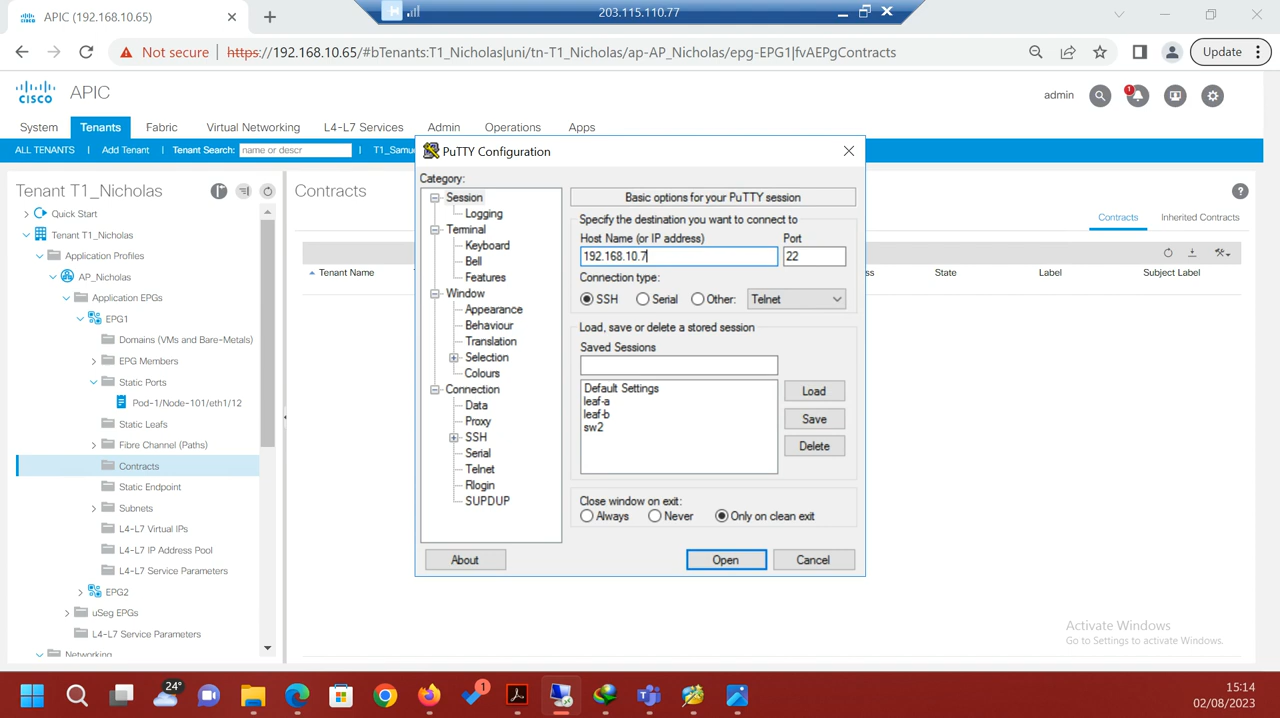 APIC (192.168.10.65)
203.115.110.77
Not secure
https://192.168.10.65/#bTenants:T1_Nicholas|uni/tn-T1_Nicholas/ap-AP_Nicholas/epg-EPG1|fvAEPgContracts
Update
CISCO
APIC
admin
1
System
Tenants
Fabric
Virtual Networking
L4-L7 Services
Admin
Operations
Apps
ALL TENANTS
|
Add Tenant
|
Tenant Search:
name or descr
|
Tenant T1_Nicholas
Quick Start
Tenant T1_Nicholas
Application Profiles
AP_Nicholas
Application EPGs
EPG1
Domains (VMs and Bare-Metals)
EPG Members
Static Ports
Pod-1/Node-101/eth1/12
Static Leafs
Fibre Channel (Paths)
Contracts
Static Endpoint
Subnets
L4-L7 Virtual IPs
L4-L7 IP Address Pool
L4-L7 Service Parameters
EPG2
uSeg EPGs
L4-L7 Service Parameters
Networking
Contracts
Contracts
Inherited Contracts
Tenant Name
State
Label
Subject Label
PuTTY Configuration
Category:
Session
Logging
Terminal
Keyboard
Bell
Features
Window
Appearance
Behaviour
Translation
Selection
Colours
Connection
Data
Proxy
SSH
Serial
Telnet
Rlogin
SUPDUP
Basic options for your PuTTY session
Specify the destination you want to connect to
Host Name (or IP address)
Port
192.168.10.7
22
Connection type:
SSH
Serial
Other:
Telnet
Load, save or delete a stored session
Saved Sessions
Default Settings
leaf-a
leaf-b
sw2
Load
Save
Delete
Close window on exit:
Always
Never
Only on clean exit
About
Open
Cancel
Activate Windows
Go to Settings to activate Windows.
24°
1
15:14
02/08/2023